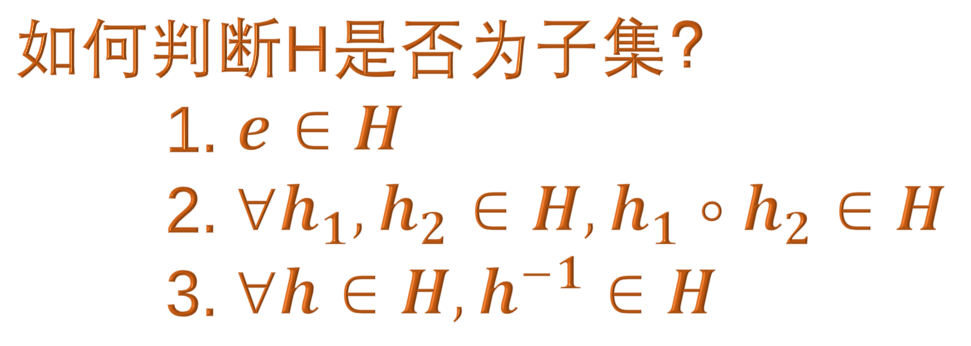 如何判断H是否为子集?
1. e ∈ H
2. ∀h₁, h₂ ∈ H, h₁ ∘ h₂ ∈ H
3. ∀h ∈ H, h⁻¹ ∈ H